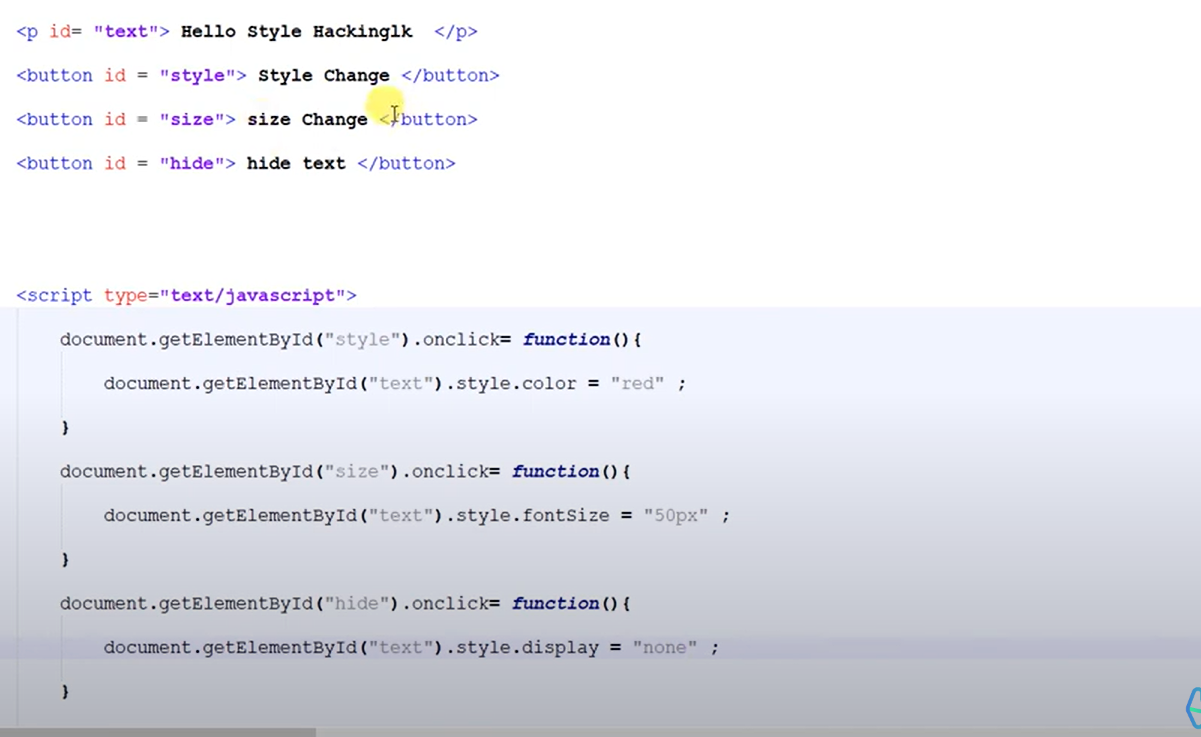 <p id= "text"> Hello Style Hackinglk  </p>
<button id = "style"> Style Change </button>
<button id = "size"> size Change </button>
<button id = "hide"> hide text </button>
<script type="text/javascript">
document.getElementById("style").onclick= function(){
document.getElementById("text").style.color = "red" ;
}
document.getElementById("size").onclick= function(){
document.getElementById("text").style.fontSize = "50px" ;
}
document.getElementById("hide").onclick= function(){
document.getElementById("text").style.display = "none" ;
}